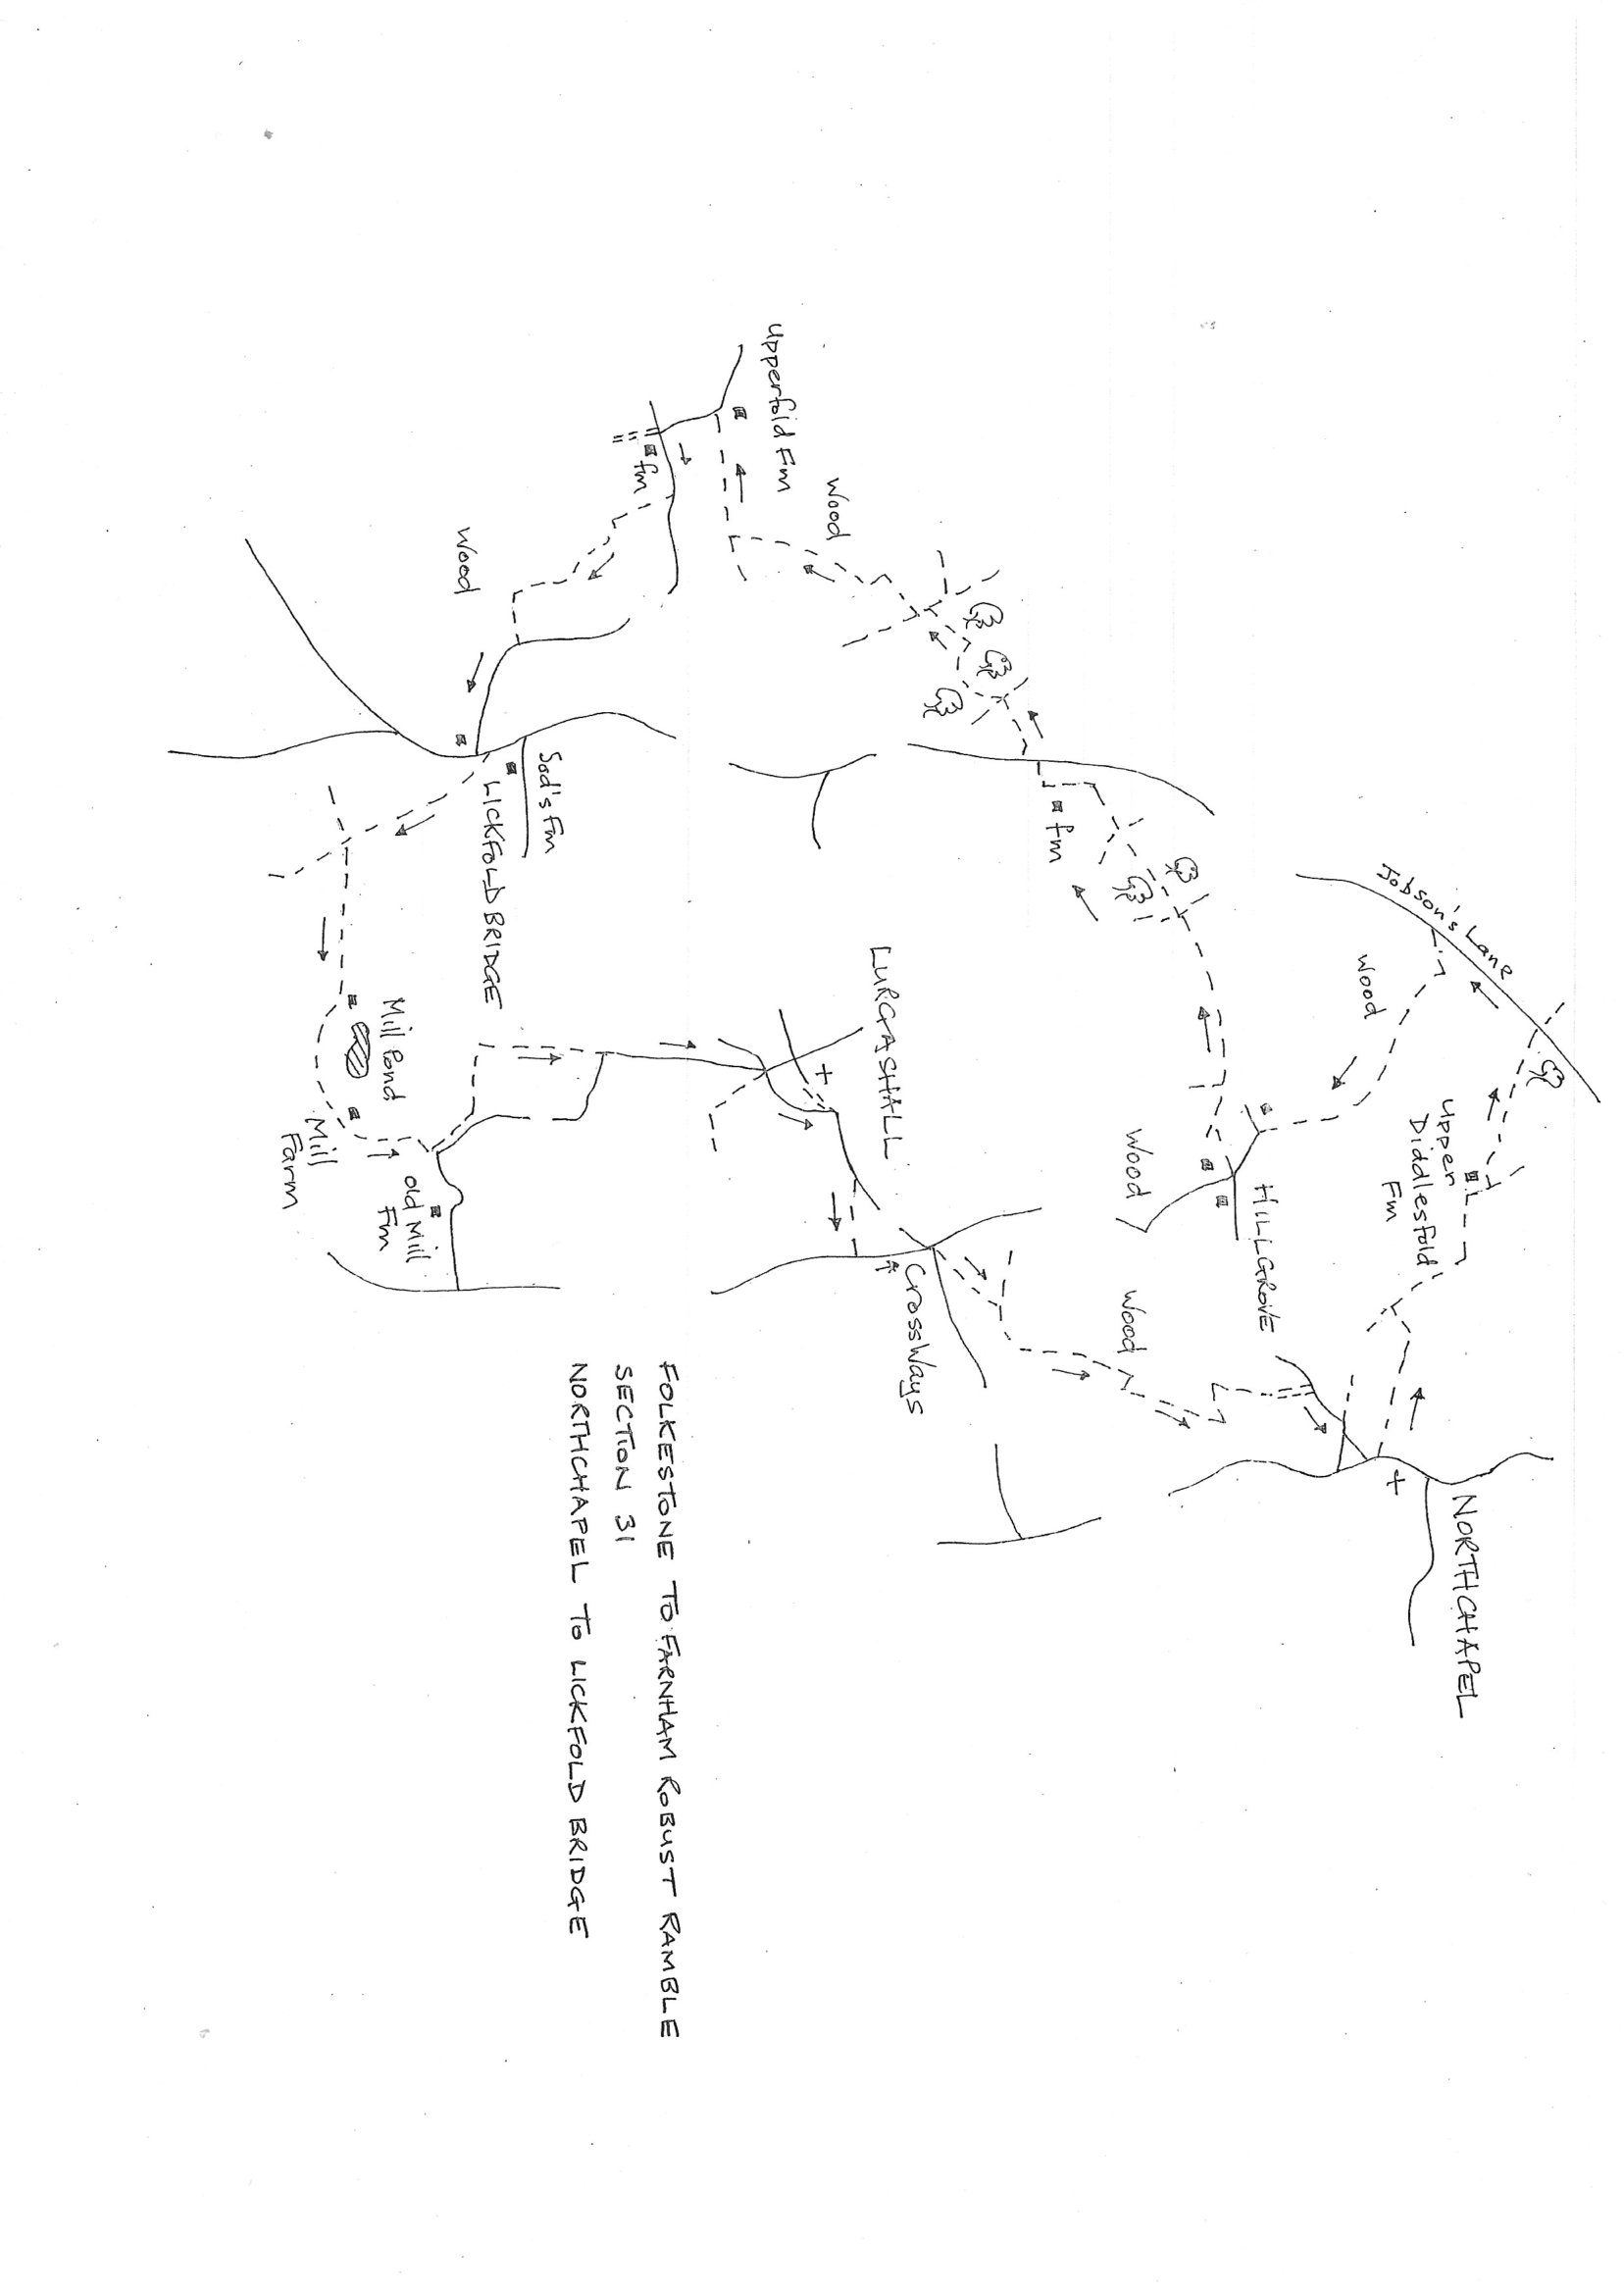 NORTHCHAPEL
Upper
Diddlesfold
Fm
Jobson's Lane
Wood
HILLGROVE
Wood
Wood
fm
Crossways
LURGASHALL
Wood
Upperfold Fm
fm
Wood
Sod's Fm
LICKFOLD BRIDGE
Mill Pond
Old Mill
Fm
Mill
Farm
FOLKESTONE TO FARNHAM ROBUST RAMBLE
SECTION 31
NORTHCHAPEL TO LICKFOLD BRIDGE